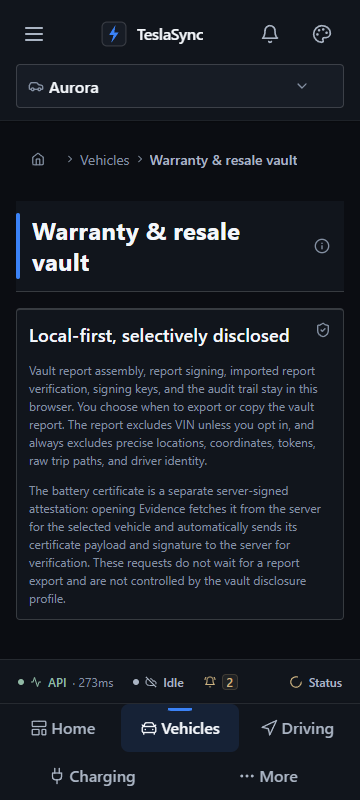 TeslaSync
Aurora
Vehicles
Warranty & resale vault
Warranty & resale
vault
Local-first, selectively disclosed
Vault report assembly, report signing, imported report
verification, signing keys, and the audit trail stay in this
browser. You choose when to export or copy the vault
report. The report excludes VIN unless you opt in, and
always excludes precise locations, coordinates, tokens,
raw trip paths, and driver identity.
The battery certificate is a separate server-signed
attestation: opening Evidence fetches it from the server
for the selected vehicle and automatically sends its
certificate payload and signature to the server for
verification. These requests do not wait for a report
export and are not controlled by the vault disclosure
profile.
API · 273ms Idle 2 Status
Home Vehicles Driving
Charging More